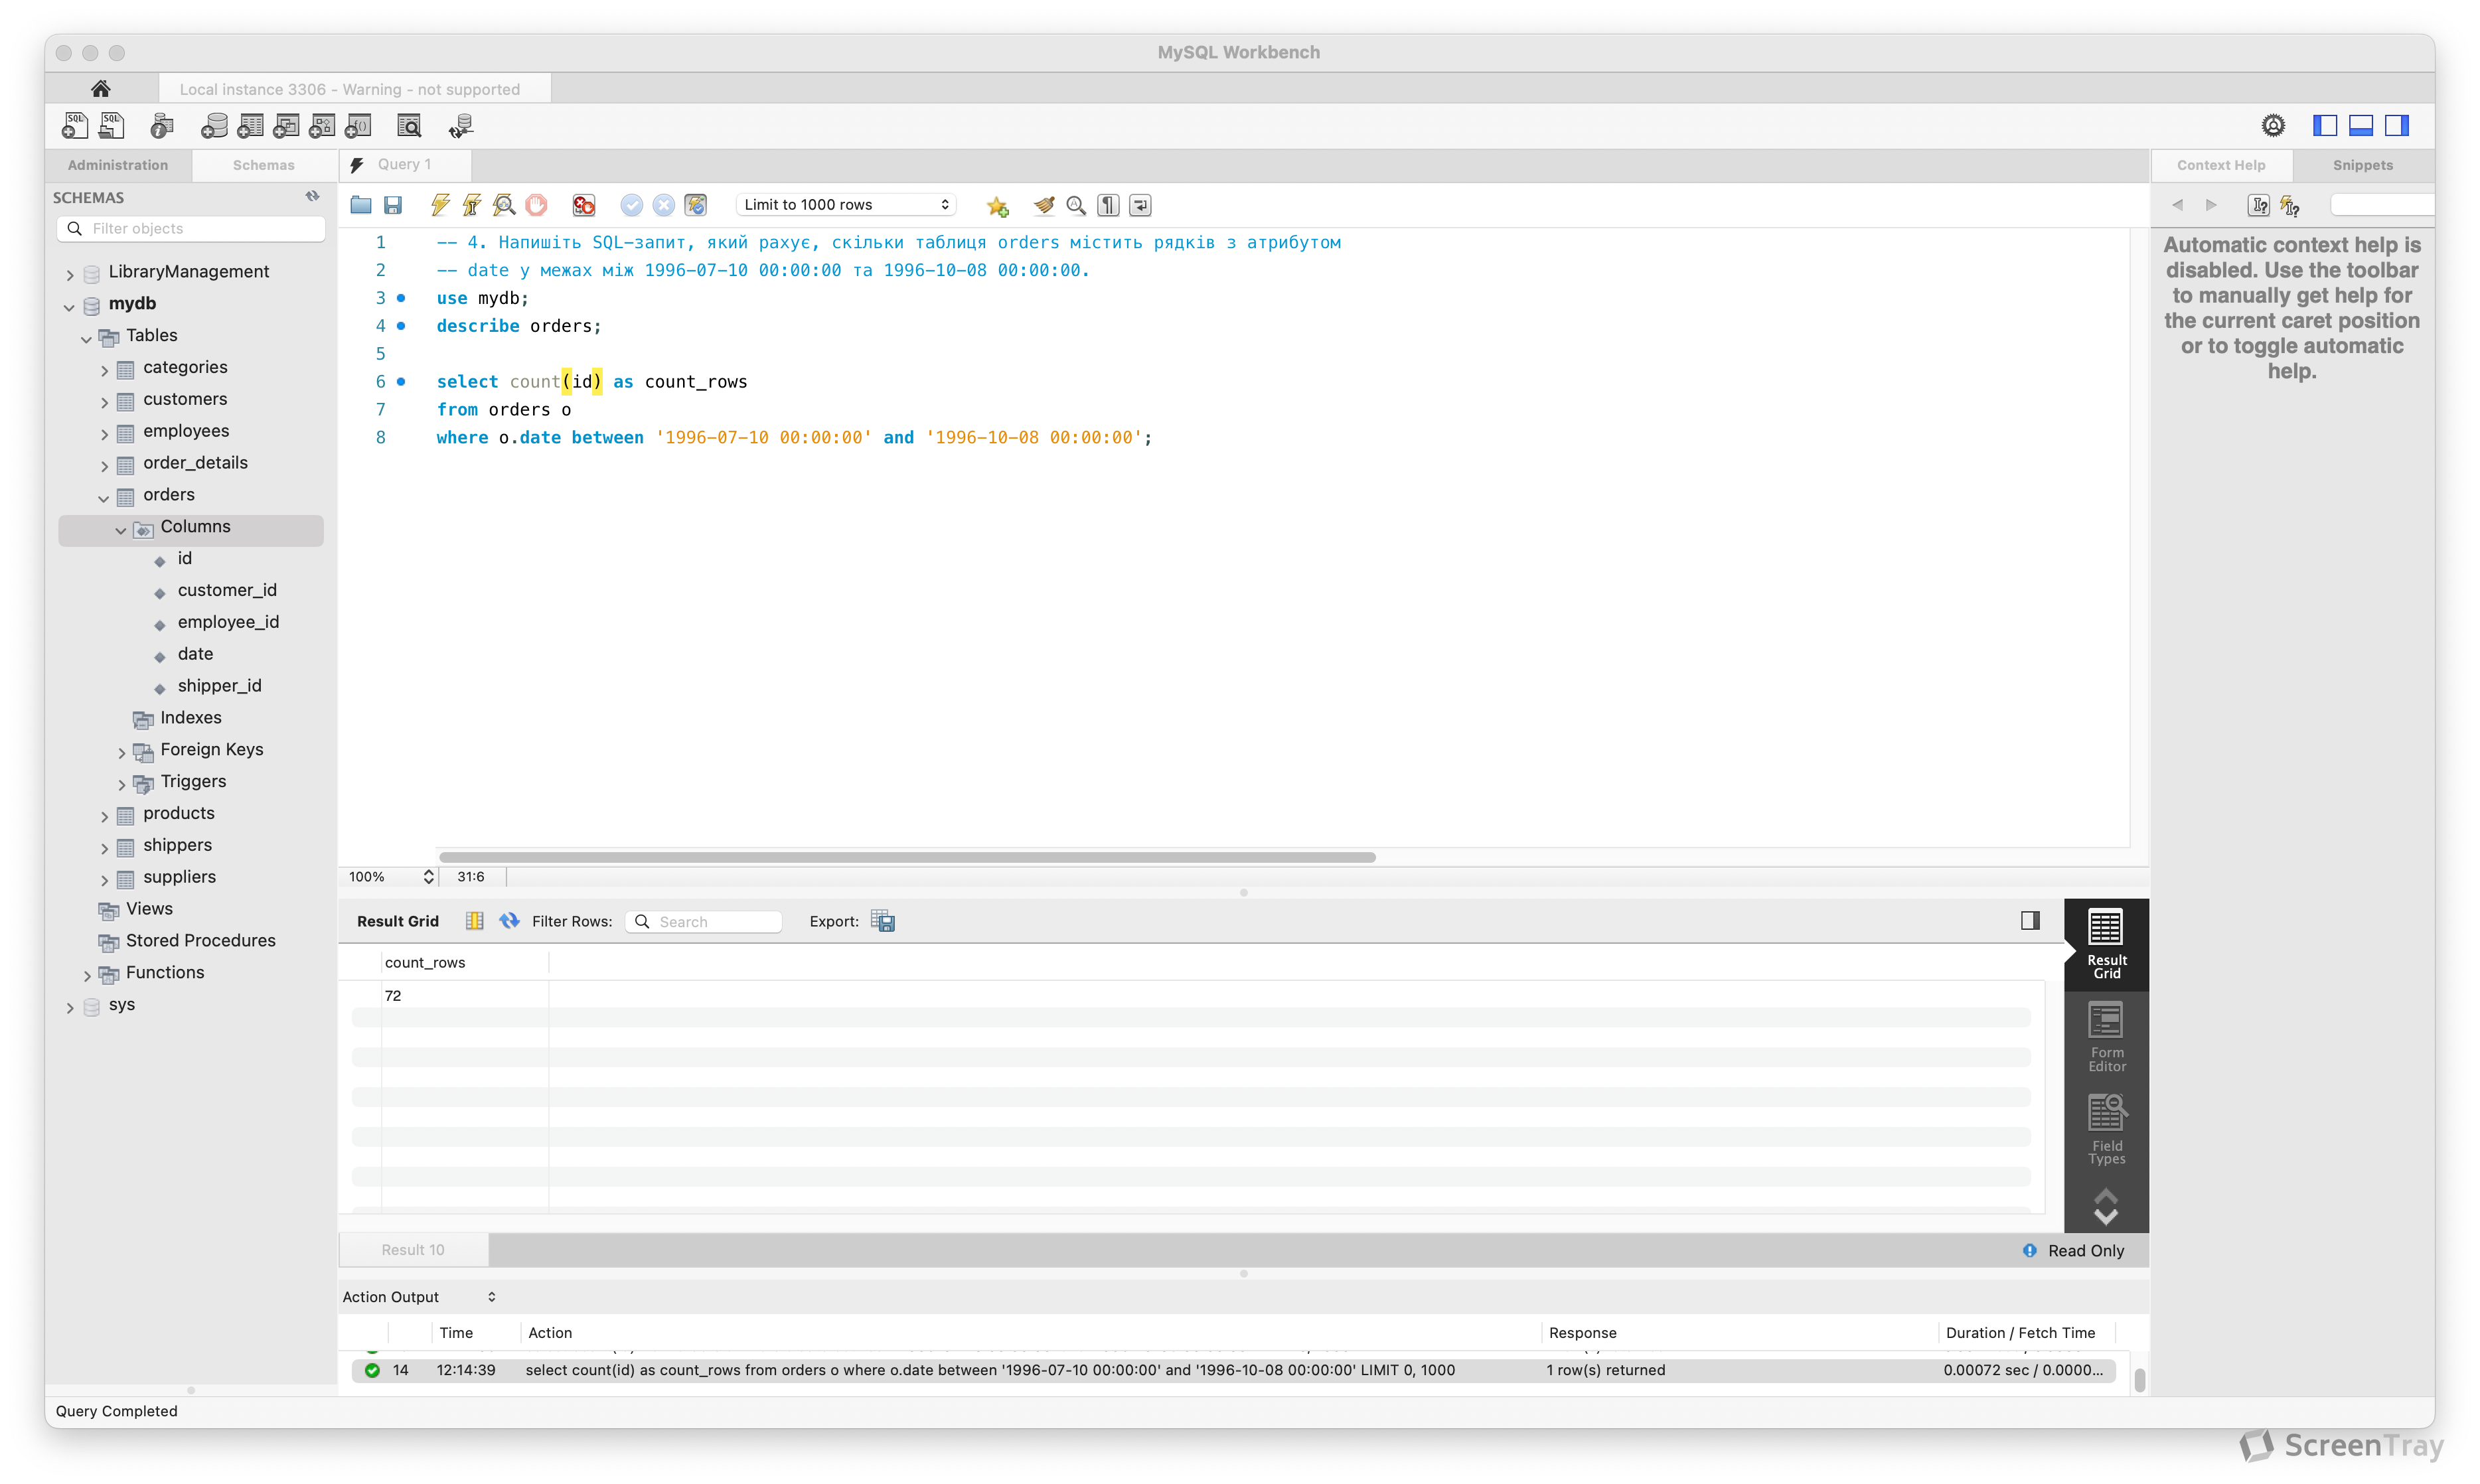 MySQL Workbench
Local instance 3306 - Warning - not supported
Administration
Schemas
Query 1
Context Help
Snippets
SCHEMAS
Filter objects
LibraryManagement
mydb
Tables
categories
customers
employees
order_details
orders
Columns
id
customer_id
employee_id
date
shipper_id
Indexes
Foreign Keys
Triggers
products
shippers
suppliers
Views
Stored Procedures
Functions
sys
Limit to 1000 rows
1 -- 4. Напишіть SQL-запит, який рахує, скільки таблиця orders містить рядків з атрибутом
2 -- date у межах між 1996-07-10 00:00:00 та 1996-10-08 00:00:00.
3 use mydb;
4 describe orders;
5
6 select count(id) as count_rows
7 from orders o
8 where o.date between '1996-07-10 00:00:00' and '1996-10-08 00:00:00';
Automatic context help is
disabled. Use the toolbar
to manually get help for
the current caret position
or to toggle automatic
help.
100% 31:6
Result Grid Filter Rows: Search Export:
count_rows
72
Result
Grid
Form
Editor
Field
Types
Result 10
Read Only
Action Output
Time Action Response Duration / Fetch Time
14 12:14:39 select count(id) as count_rows from orders o where o.date between '1996-07-10 00:00:00' and '1996-10-08 00:00:00' LIMIT 0, 1000 1 row(s) returned 0.00072 sec / 0.0000...
Query Completed
ScreenTray